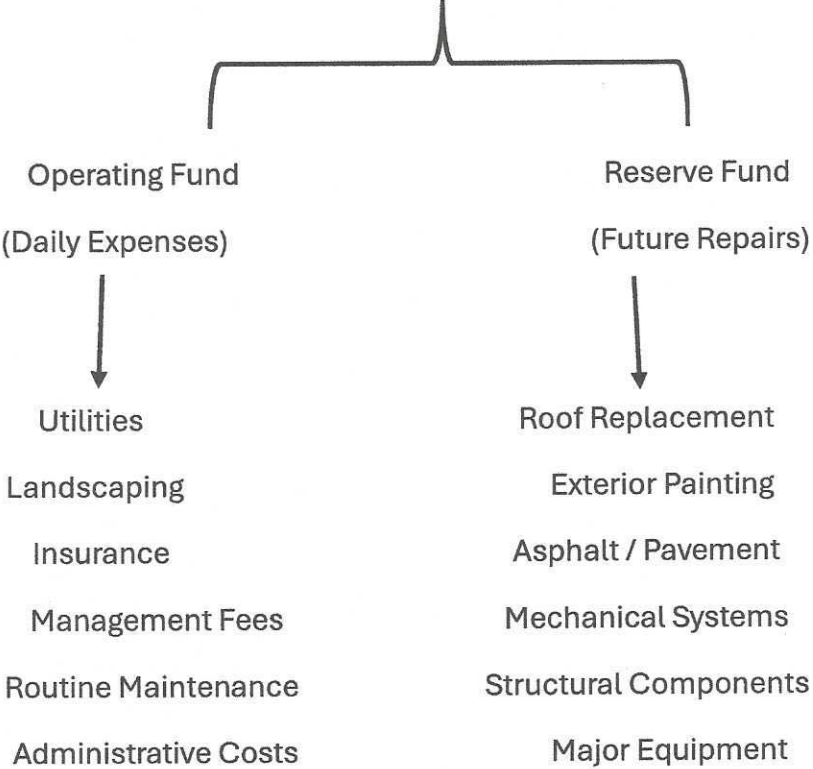 Operating Fund
(Daily Expenses)
Utilities
Landscaping
Insurance
Management Fees
Routine Maintenance
Administrative Costs
Reserve Fund
(Future Repairs)
Roof Replacement
Exterior Painting
Asphalt / Pavement
Mechanical Systems
Structural Components
Major Equipment